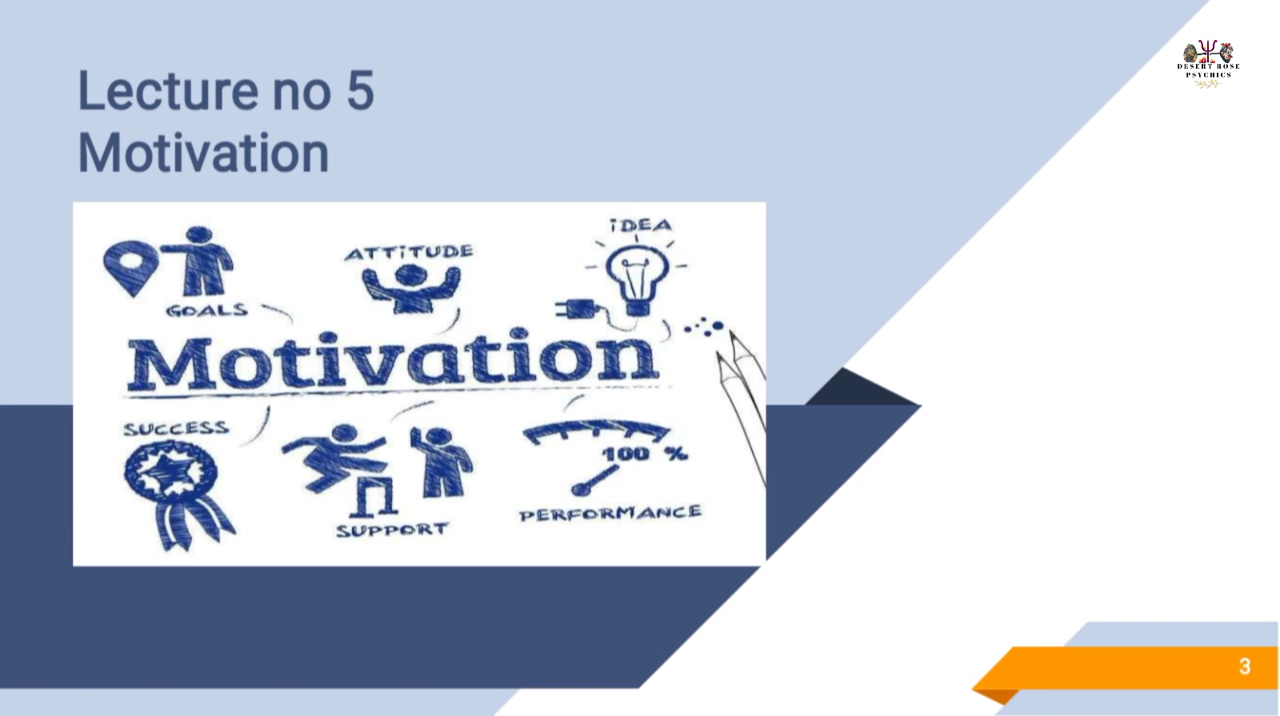 Lecture no 5
Motivation
DESERT ROSE
PSYCHICS
iDEA
ATTiTUDE
GOALS
Motivation
SUCCESS
100 %
SUPPORT
PERFORMANCE
3